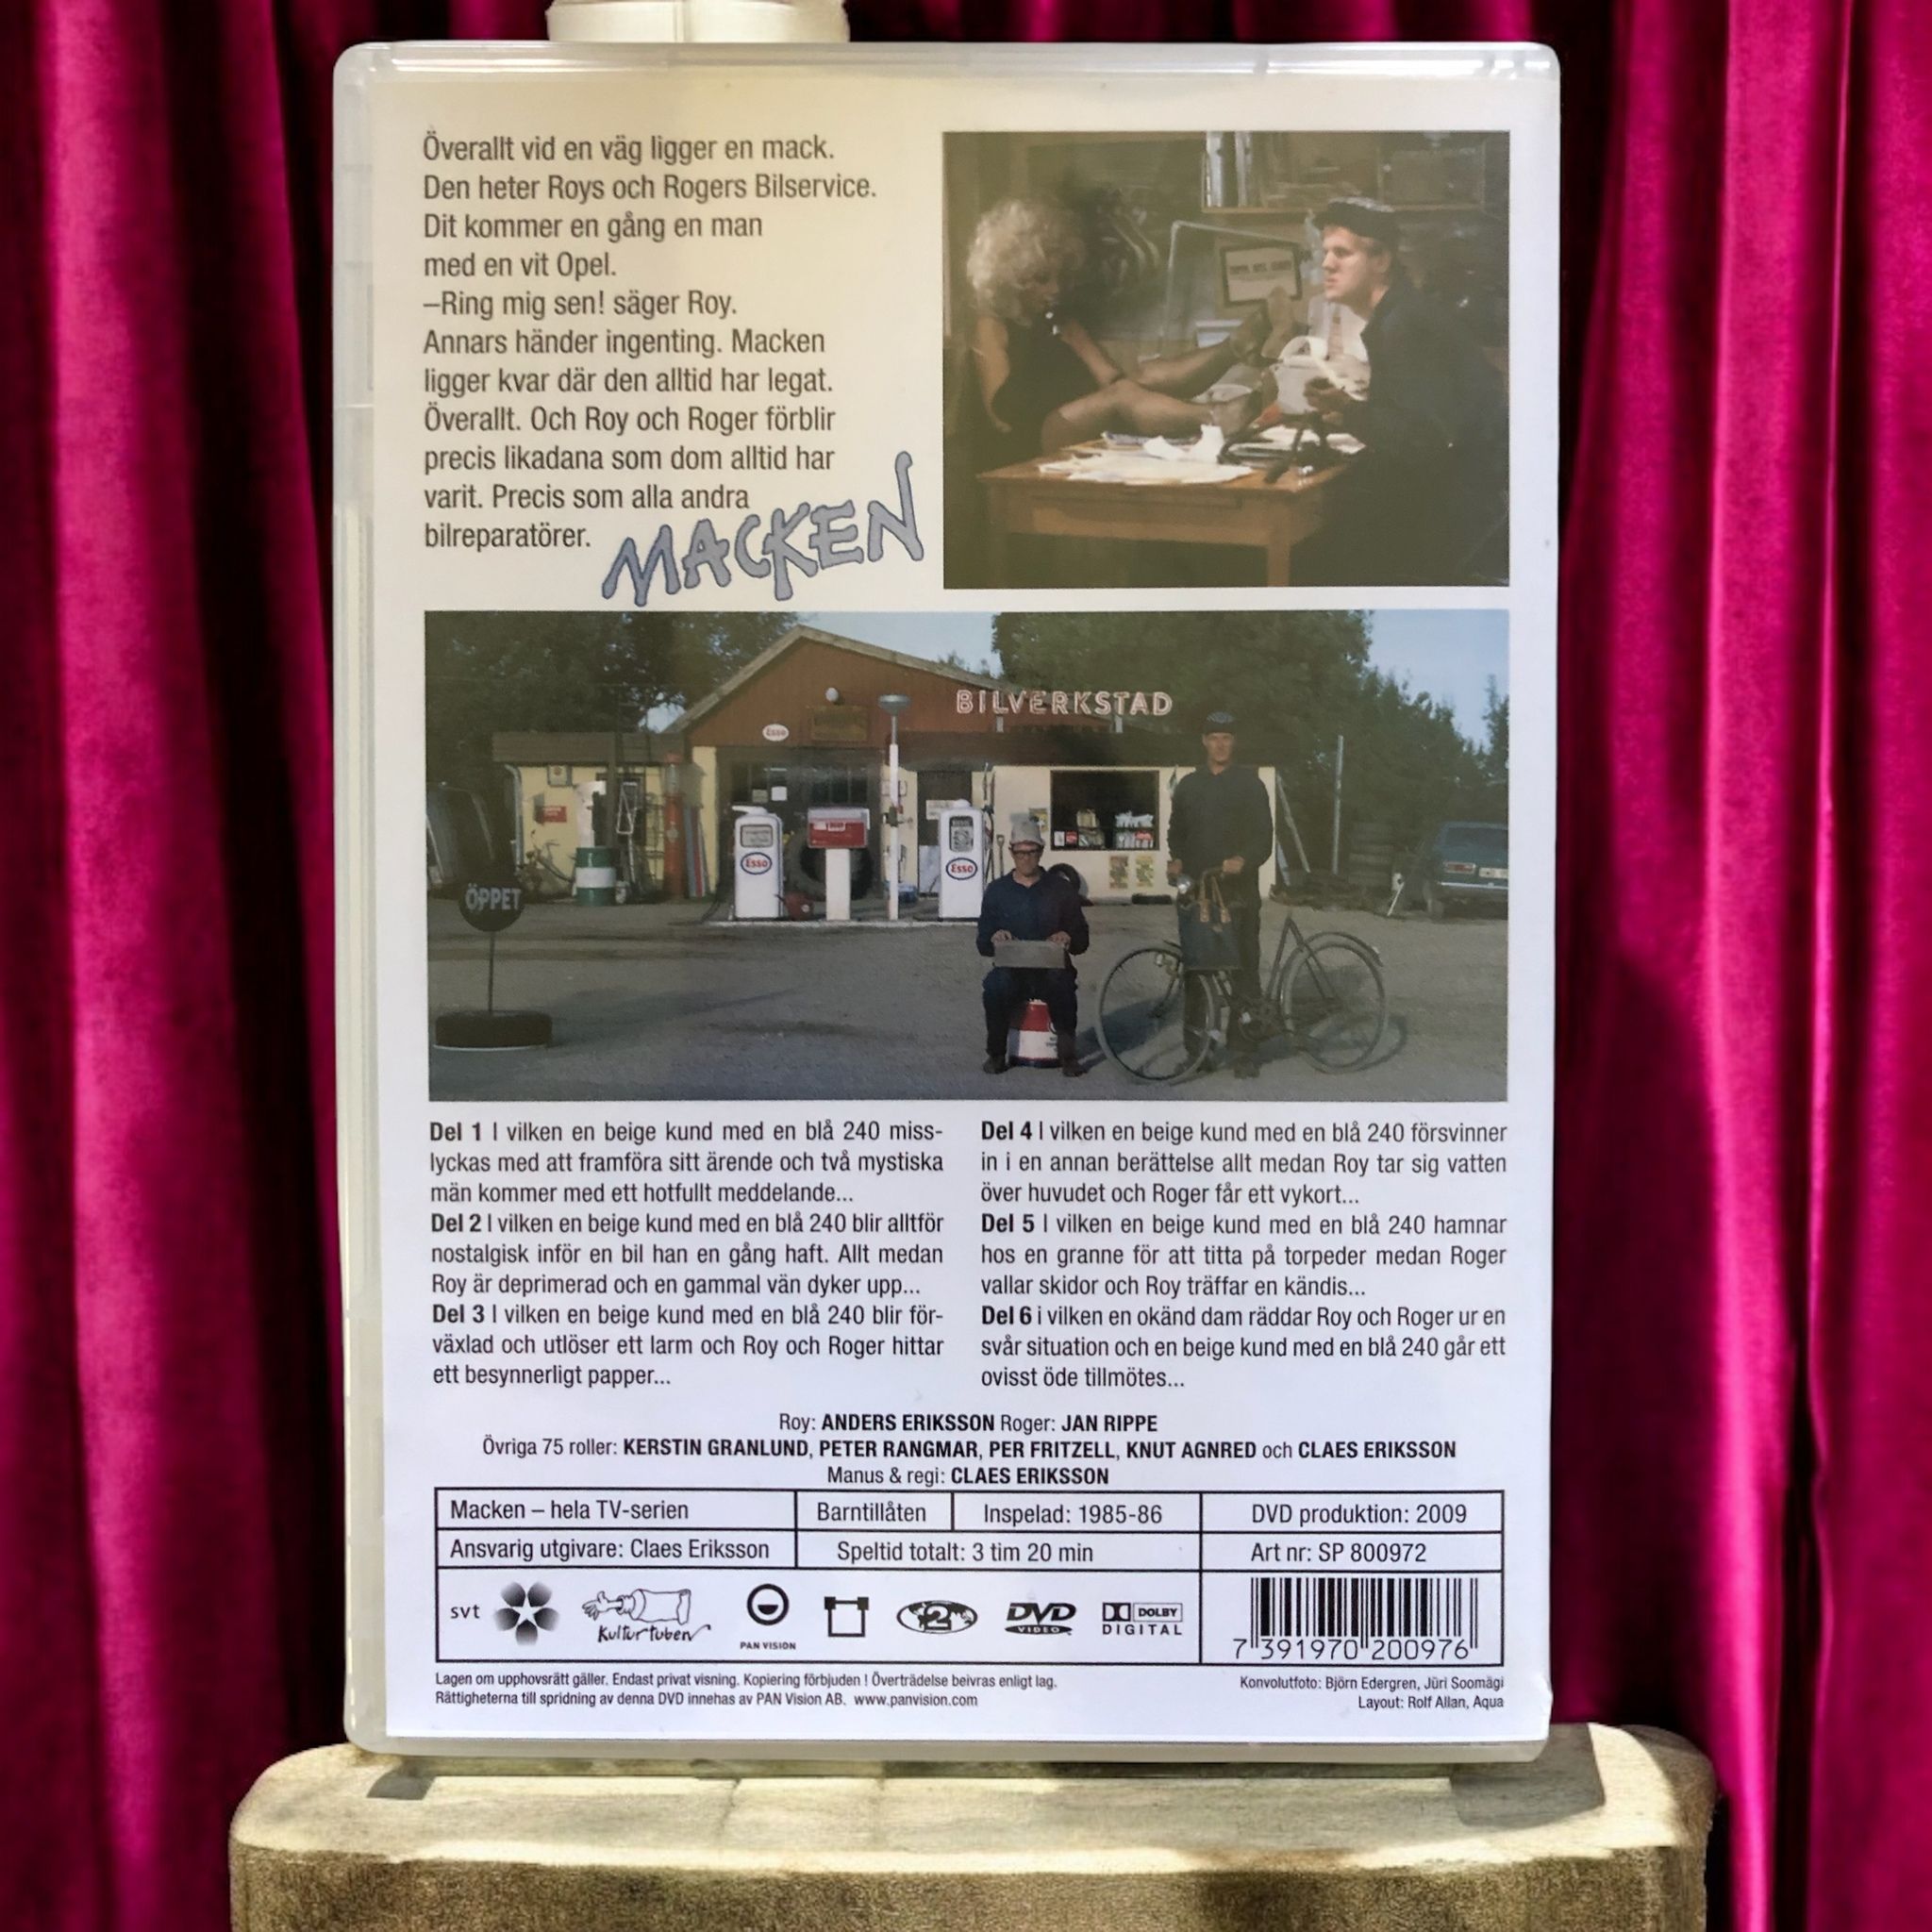 Överallt vid en väg ligger en mack.
Den heter Roys och Rogers Bilservice.
Dit kommer en gång en man
med en vit Opel.
–Ring mig sen! säger Roy.
Annars händer ingenting. Macken
ligger kvar där den alltid har legat.
Överallt. Och Roy och Roger förblir
precis likadana som dom alltid har
varit. Precis som alla andra
bilreparatörer.
MACKEN
BILVERKSTAD
Esso
Esso
Esso
ÖPPET
Del 1 I vilken en beige kund med en blå 240 miss-
lyckas med att framföra sitt ärende och två mystiska
män kommer med ett hotfullt meddelande...
Del 2 I vilken en beige kund med en blå 240 blir alltför
nostalgisk inför en bil han en gång haft. Allt medan
Roy är deprimerad och en gammal vän dyker upp...
Del 3 I vilken en beige kund med en blå 240 blir för-
växlad och utlöser ett larm och Roy och Roger hittar
ett besynnerligt papper...
Del 4 I vilken en beige kund med en blå 240 försvinner
in i en annan berättelse allt medan Roy tar sig vatten
över huvudet och Roger får ett vykort...
Del 5 I vilken en beige kund med en blå 240 hamnar
hos en granne för att titta på torpeder medan Roger
vallar skidor och Roy träffar en kändis...
Del 6 i vilken en okänd dam räddar Roy och Roger ur en
svår situation och en beige kund med en blå 240 går ett
ovisst öde tillmötes...
Roy: ANDERS ERIKSSON Roger: JAN RIPPE
Övriga 75 roller: KERSTIN GRANLUND, PETER RANGMAR, PER FRITZELL, KNUT AGNRED och CLAES ERIKSSON
Manus & regi: CLAES ERIKSSON
Macken – hela TV-serien Barntillåten Inspelad: 1985-86 DVD produktion: 2009
Ansvarig utgivare: Claes Eriksson Speltid totalt: 3 tim 20 min Art nr: SP 800972
svt Kulturtuben PAN VISION 2 DVD VIDEO DOLBY DIGITAL
7 391970 200976
Lagen om upphovsrätt gäller. Endast privat visning. Kopiering förbjuden ! Överträdelse beivras enligt lag.
Rättigheterna till spridning av denna DVD innehas av PAN Vision AB. www.panvision.com
Konvolutfoto: Björn Edergren, Jüri Soomägi
Layout: Rolf Allan, Aqua